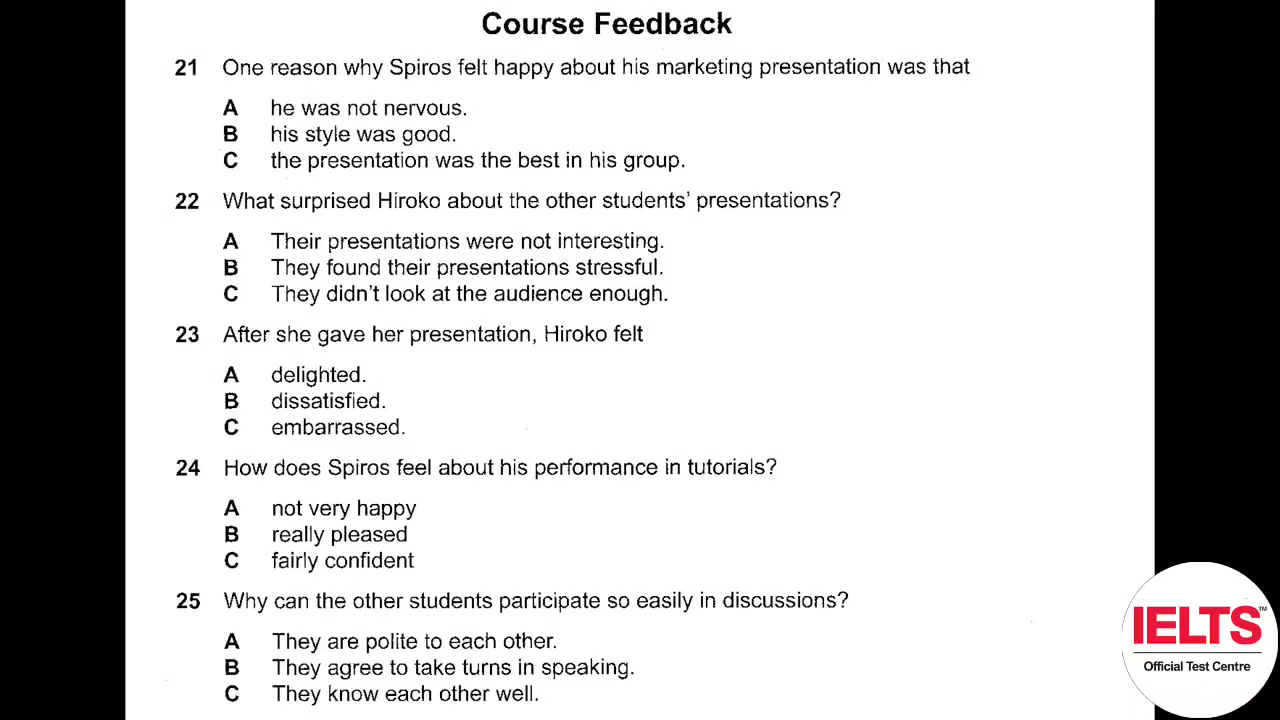 Course Feedback
21 One reason why Spiros felt happy about his marketing presentation was that
A he was not nervous.
B his style was good.
C the presentation was the best in his group.
22 What surprised Hiroko about the other students' presentations?
A Their presentations were not interesting.
B They found their presentations stressful.
C They didn't look at the audience enough.
23 After she gave her presentation, Hiroko felt
A delighted.
B dissatisfied.
C embarrassed.
24 How does Spiros feel about his performance in tutorials?
A not very happy
B really pleased
C fairly confident
25 Why can the other students participate so easily in discussions?
A They are polite to each other.
B They agree to take turns in speaking.
C They know each other well.
IELTS™
Official Test Centre